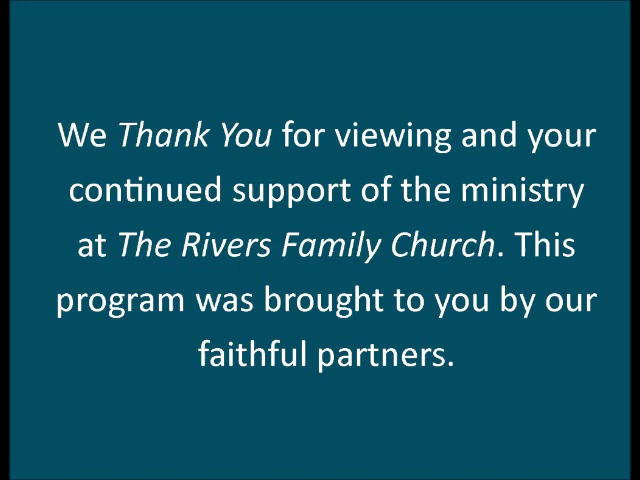 We Thank You for viewing and your
continued support of the ministry
at The Rivers Family Church. This
program was brought to you by our
faithful partners.